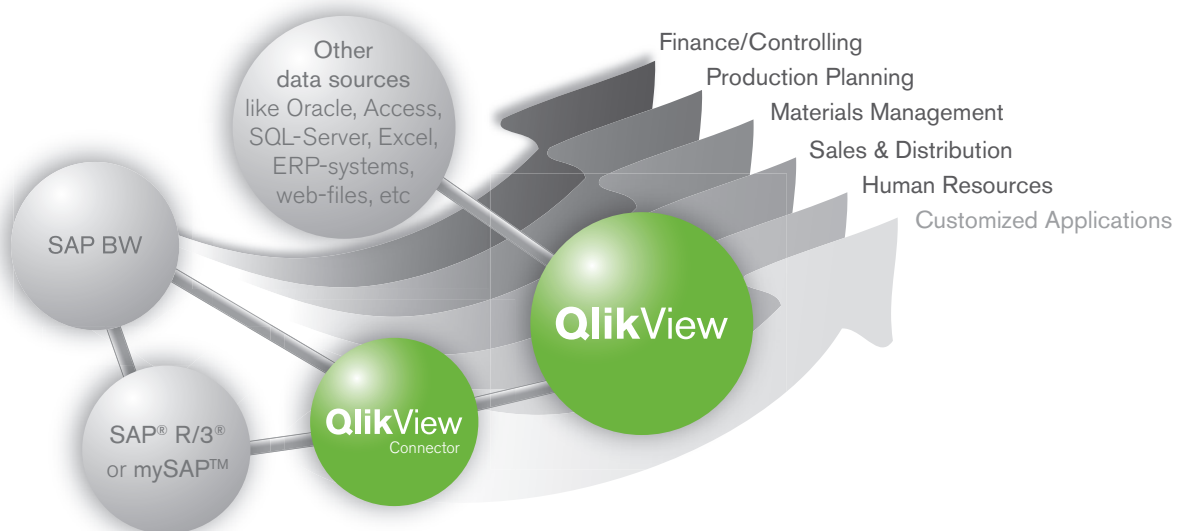 Other
data sources
like Oracle, Access,
SQL-Server, Excel,
ERP-systems,
web-files, etc
Finance/Controlling
Production Planning
Materials Management
Sales & Distribution
Human Resources
Customized Applications
SAP BW
QlikView
QlikView
Connector
SAP® R/3®
or mySAP™